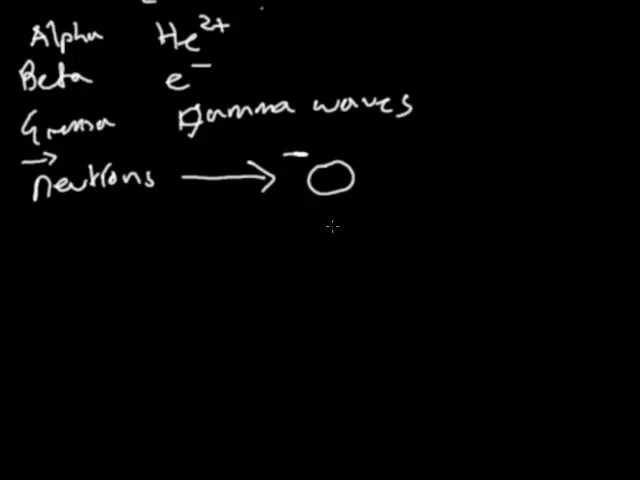 Alpha He²⁺
Beta e⁻
Gamma gamma waves
neutrons → ⁻O